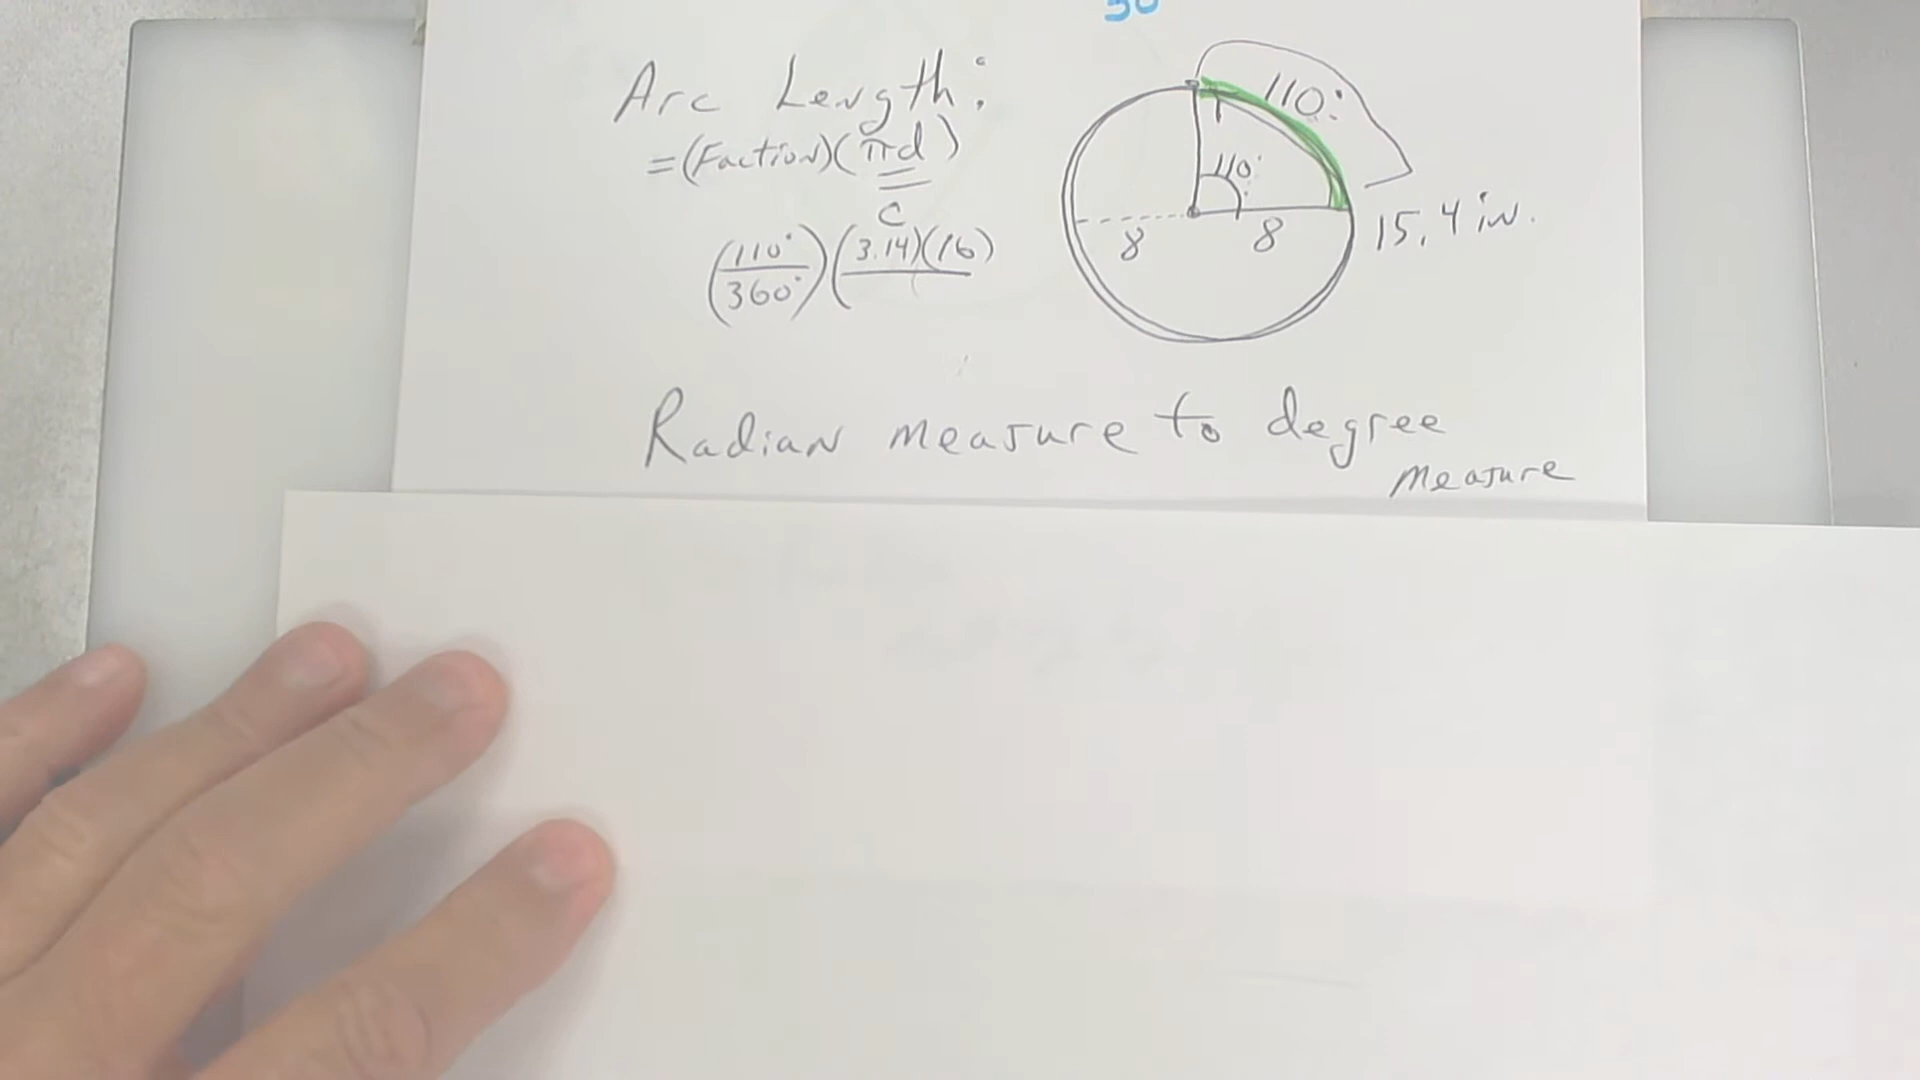 50
Arc Length:
=(Faction)(πd)
C
(110°/360°)(3.14)(16)
110°
110°
8
8
15.4 in.
Radian measure to degree
measure